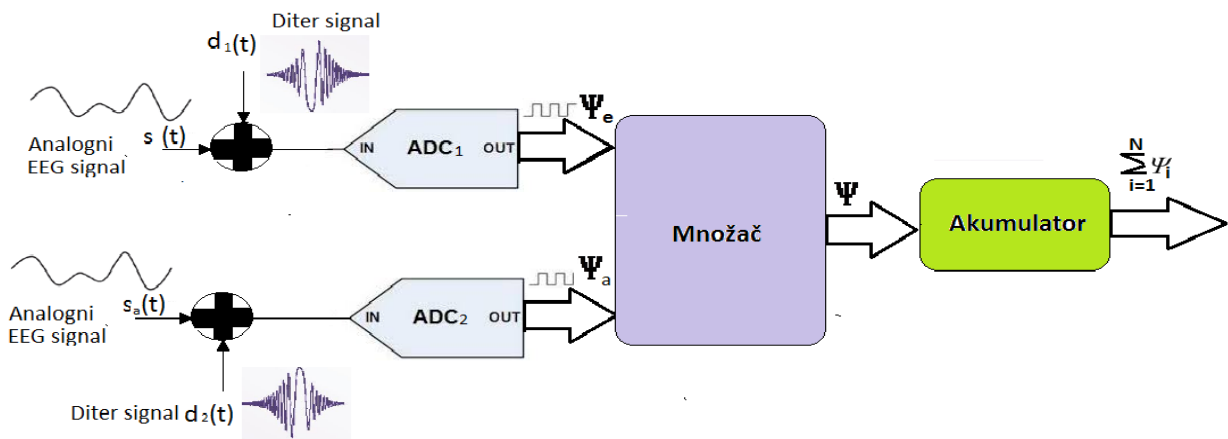 Diter signal
d₁(t)
Analogni
EEG signal
s (t)
IN
ADC₁
OUT
Ψₑ
Množač
Ψ
Akumulator
N
∑ψᵢ
i=1
Analogni
EEG signal
sₐ(t)
IN
ADC₂
OUT
Ψₐ
Diter signal d₂(t)